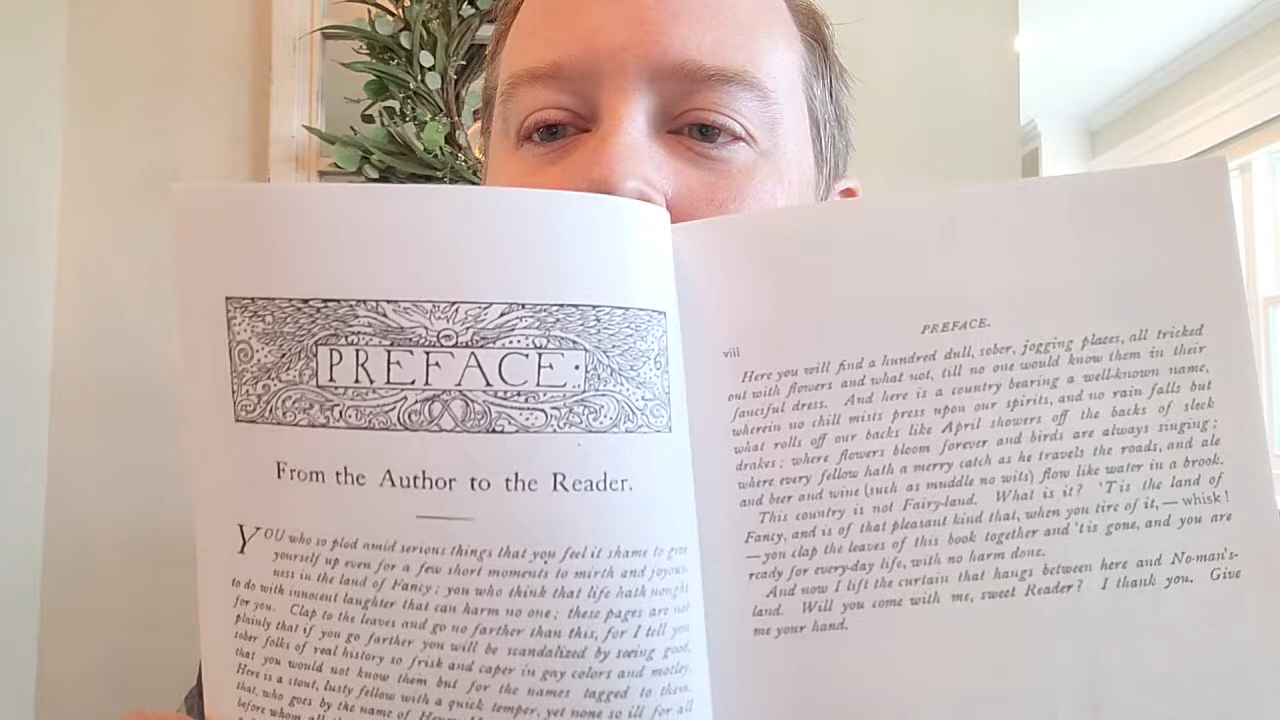 PREFACE.
From the Author to the Reader.
YOU who so plod amid serious things that you feel it shame to give
yourself up even for a few short moments to mirth and joyous-
ness in the land of Fancy; you who think that life hath nought
to do with innocent laughter that can harm no one; these pages are not
for you. Clap to the leaves and go no farther than this, for I tell you
plainly that if you go farther you will be scandalized by seeing good,
sober folks of real history so frisk and caper in gay colors and motley,
that you would not know them but for the names tagged to them.
Here is a stout, lusty fellow with a quick temper, yet none so ill for all
that, who goes by the name of
before whom all
viii
PREFACE.
Here you will find a hundred dull, sober, jogging places, all tricked
out with flowers and what not, till no one would know them in their
fanciful dress. And here is a country bearing a well-known name,
wherein no chill mists press upon our spirits, and no rain falls but
what rolls off our backs like April showers off the backs of sleek
drakes; where flowers bloom forever and birds are always singing;
where every fellow hath a merry catch as he travels the roads, and ale
and beer and wine (such as muddle no wits) flow like water in a brook.
This country is not Fairy-land. What is it? 'Tis the land of
Fancy, and is of that pleasant kind that, when you tire of it, — whisk!
— you clap the leaves of this book together and 'tis gone, and you are
ready for every-day life, with no harm done.
And now I lift the curtain that hangs between here and No-man's-
land. Will you come with me, sweet Reader? I thank you. Give
me your hand.